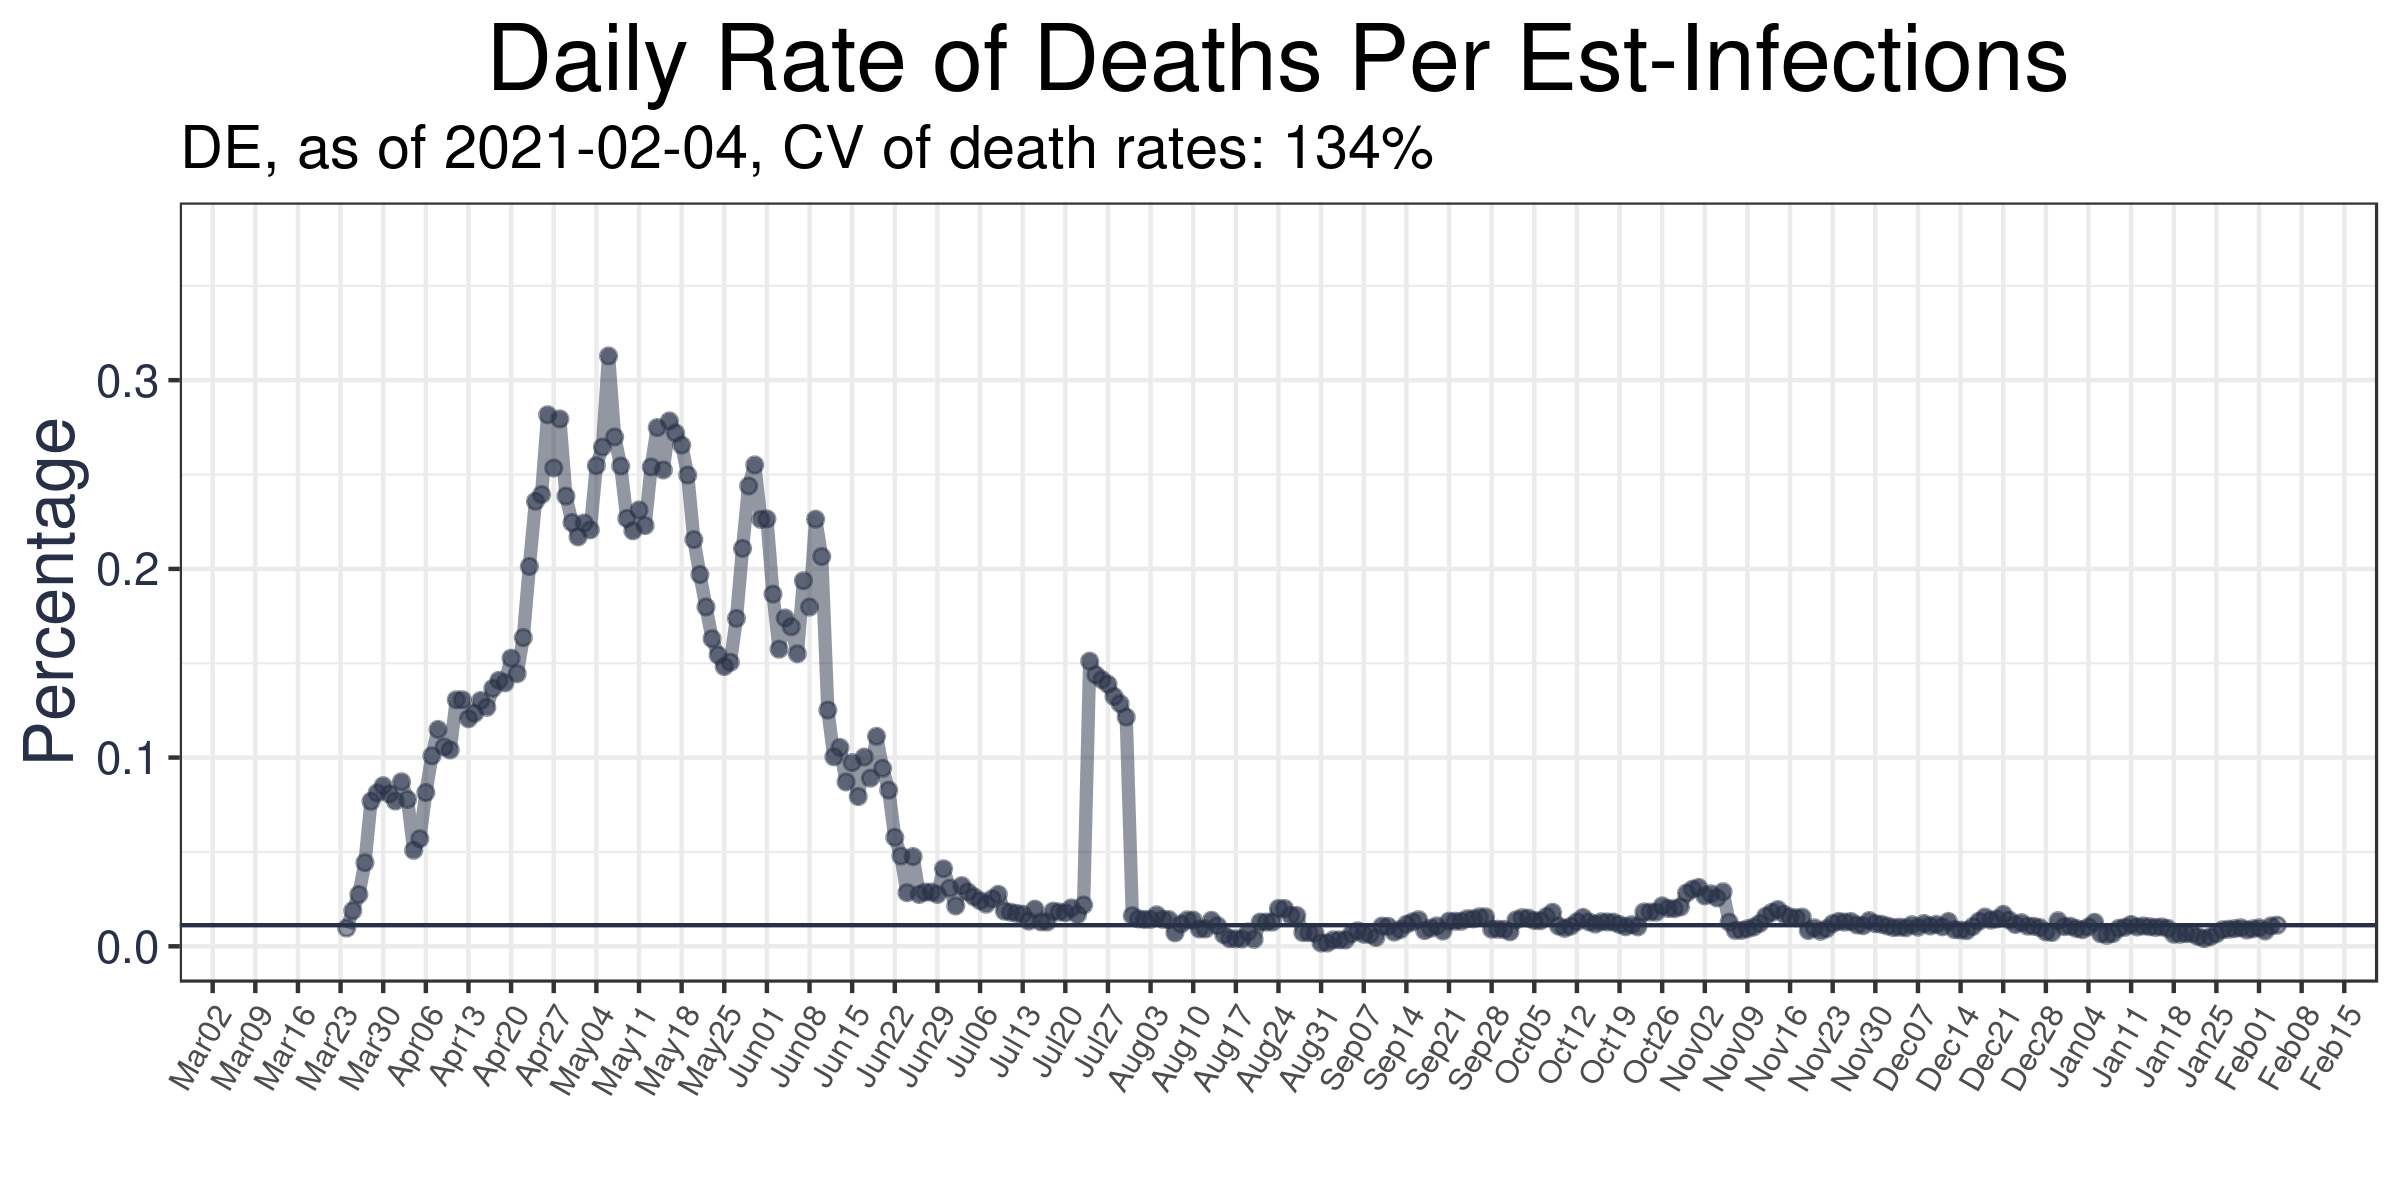 Daily Rate of Deaths Per Est-Infections
DE, as of 2021-02-04, CV of death rates: 134%
Percentage
0.3
0.2
0.1
0.0
Mar02
Mar09
Mar16
Mar23
Mar30
Apr06
Apr13
Apr20
Apr27
May04
May11
May18
May25
Jun01
Jun08
Jun15
Jun22
Jun29
Jul06
Jul13
Jul20
Jul27
Aug03
Aug10
Aug17
Aug24
Aug31
Sep07
Sep14
Sep21
Sep28
Oct05
Oct12
Oct19
Oct26
Nov02
Nov09
Nov16
Nov23
Nov30
Dec07
Dec14
Dec21
Dec28
Jan04
Jan11
Jan18
Jan25
Feb01
Feb08
Feb15